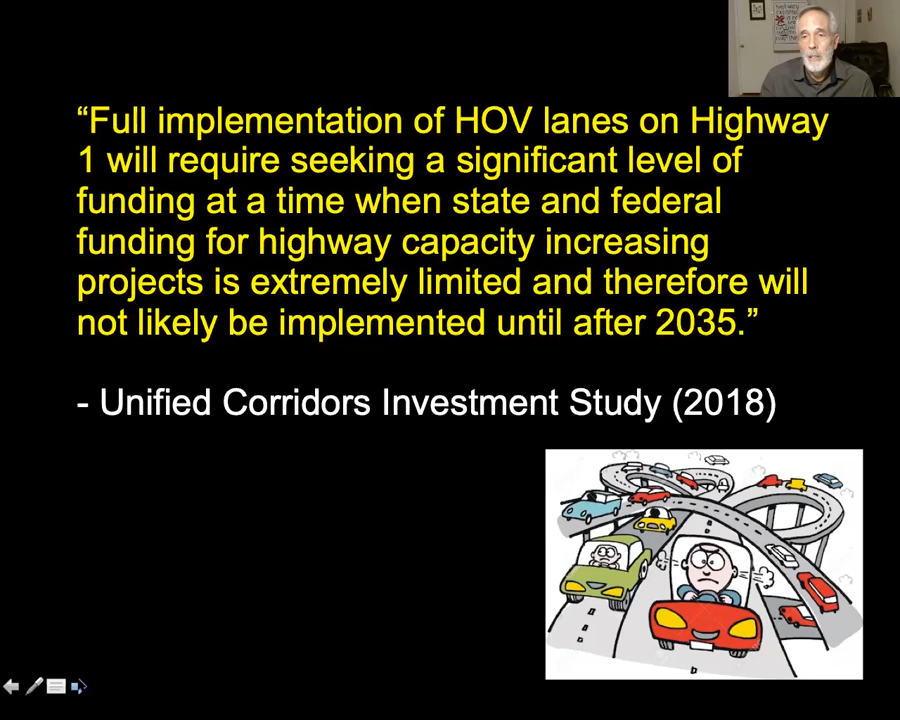 “Full implementation of HOV lanes on Highway
1 will require seeking a significant level of
funding at a time when state and federal
funding for highway capacity increasing
projects is extremely limited and therefore will
not likely be implemented until after 2035.”
- Unified Corridors Investment Study (2018)